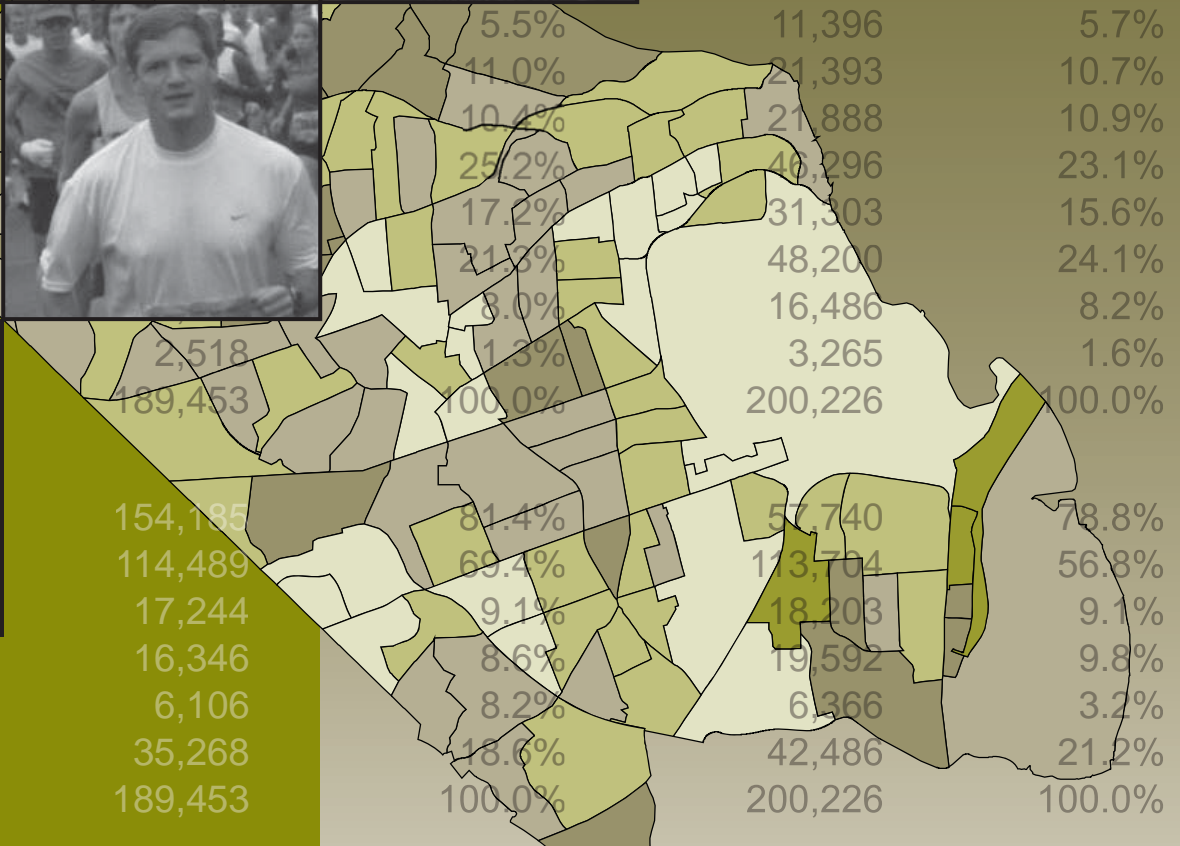 5.5% 11,396 5.7%
11.0% 21,393 10.7%
10.4% 21,888 10.9%
25.2% 46,296 23.1%
17.2% 31,303 15.6%
21.3% 48,200 24.1%
8.0% 16,486 8.2%
2,518 1.3% 3,265 1.6%
189,453 100.0% 200,226 100.0%
154,185 81.4% 57,740 78.8%
114,489 69.4% 113,704 56.8%
17,244 9.1% 18,203 9.1%
16,346 8.6% 19,592 9.8%
6,106 8.2% 6,366 3.2%
35,268 18.6% 42,486 21.2%
189,453 100.0% 200,226 100.0%